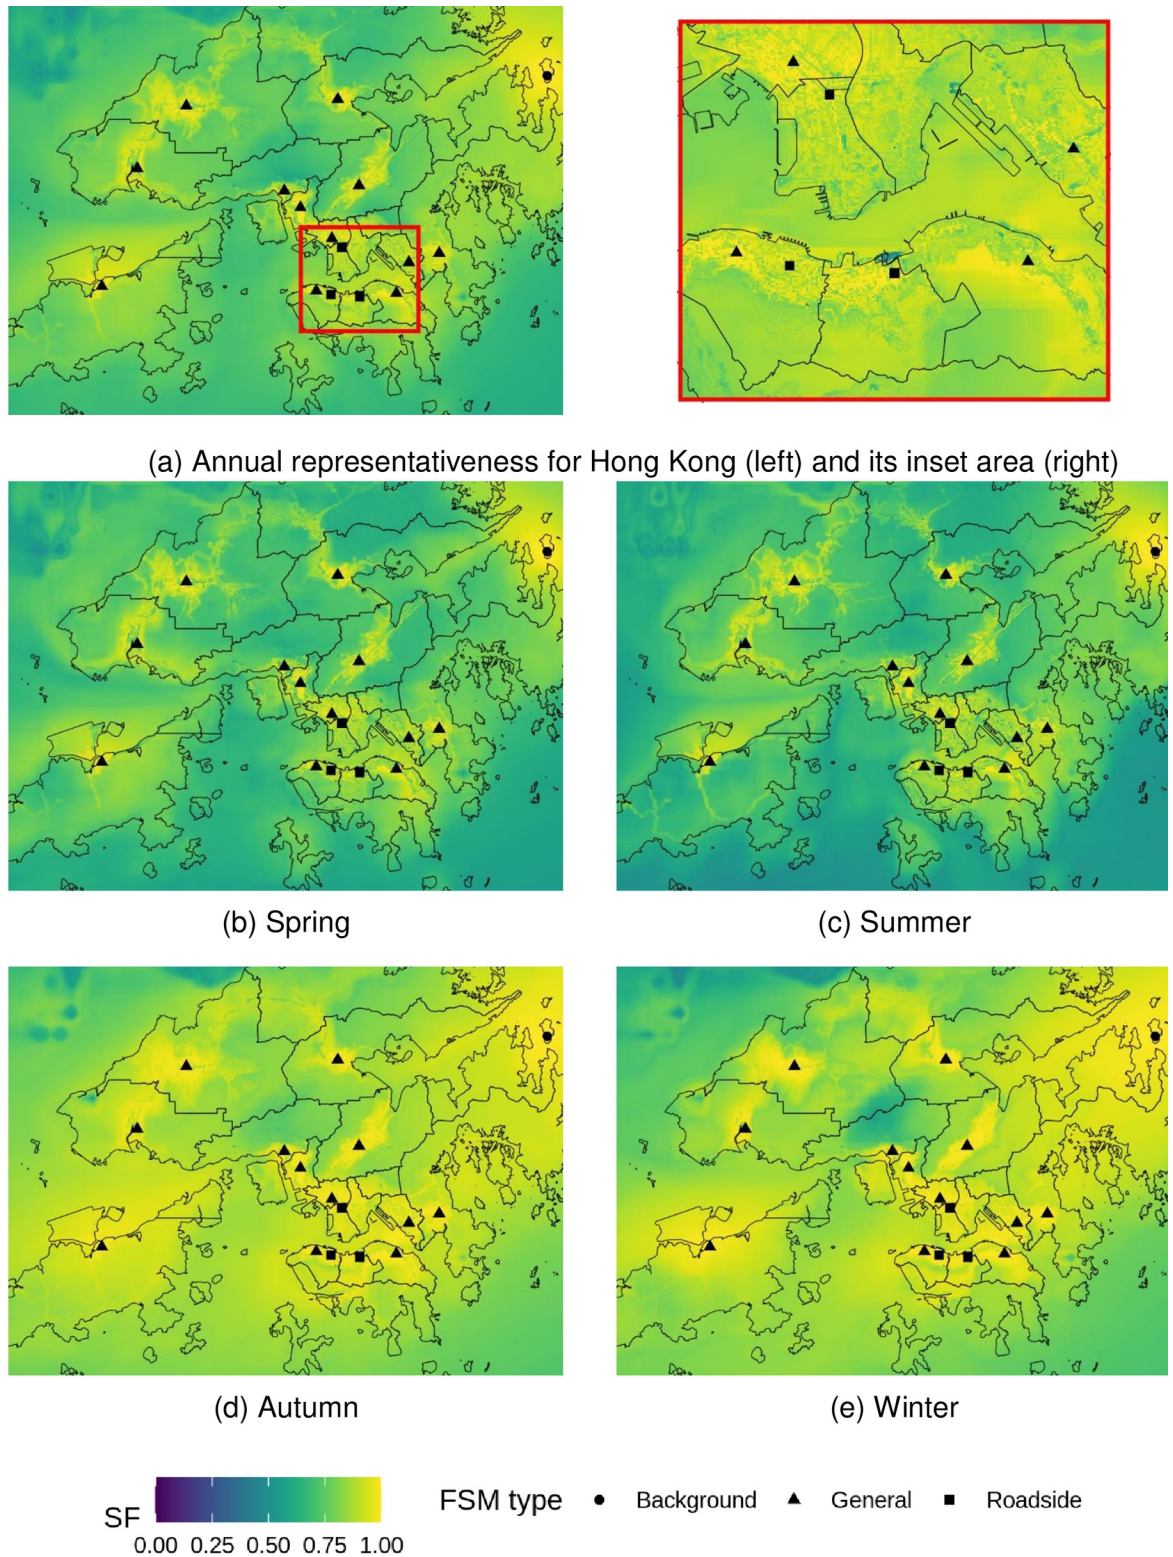 (a) Annual representativeness for Hong Kong (left) and its inset area (right)
(b) Spring
(c) Summer
(d) Autumn
(e) Winter
SF
0.00 0.25 0.50 0.75 1.00
FSM type Background General Roadside